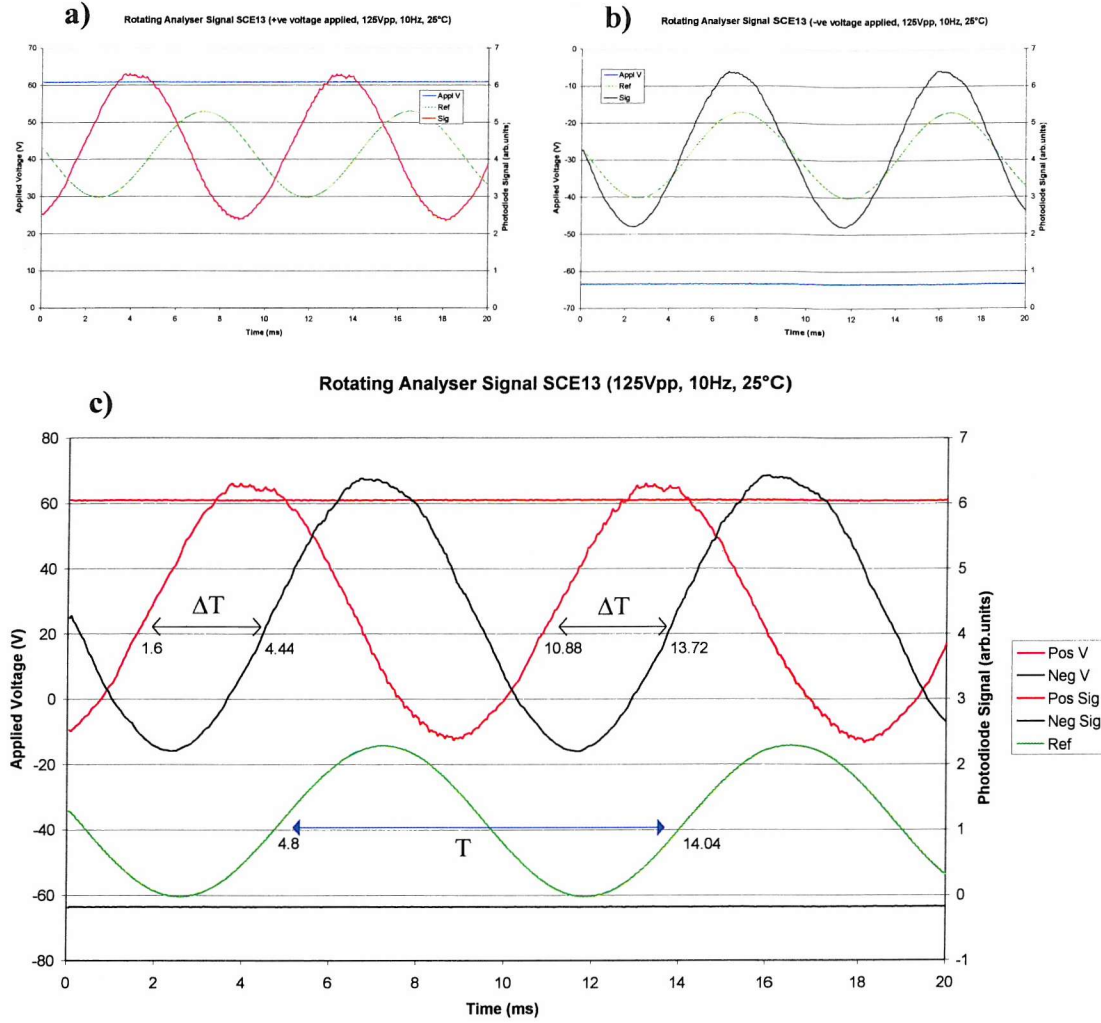 a)
Rotating Analyser Signal SCE13 (+ve voltage applied, 125Vpp, 10Hz, 25°C)
70
60
50
40
30
20
10
0
Applied Voltage (V)
7
6
5
4
3
2
1
0
Photodiode Signal (arb.units)
Appl V
Ref
Sig
0 2 4 6 8 10 12 14 16 18 20
Time (ms)
b)
Rotating Analyser Signal SCE13 (-ve voltage applied, 125Vpp, 10Hz, 25°C)
0
-10
-20
-30
-40
-50
-60
-70
Applied Voltage (V)
7
6
5
4
3
2
1
0
Photodiode Signal (arb.units)
Appl V
Ref
Sig
0 2 4 6 8 10 12 14 16 18 20
Time (ms)
Rotating Analyser Signal SCE13 (125Vpp, 10Hz, 25°C)
c)
80
60
40
20
0
-20
-40
-60
-80
Applied Voltage (V)
ΔT
1.6 4.44
ΔT
10.88 13.72
T
4.8 14.04
7
6
5
4
3
2
1
0
-1
Photodiode Signal (arb.units)
Pos V
Neg V
Pos Sig
Neg Sig
Ref
0 2 4 6 8 10 12 14 16 18 20
Time (ms)